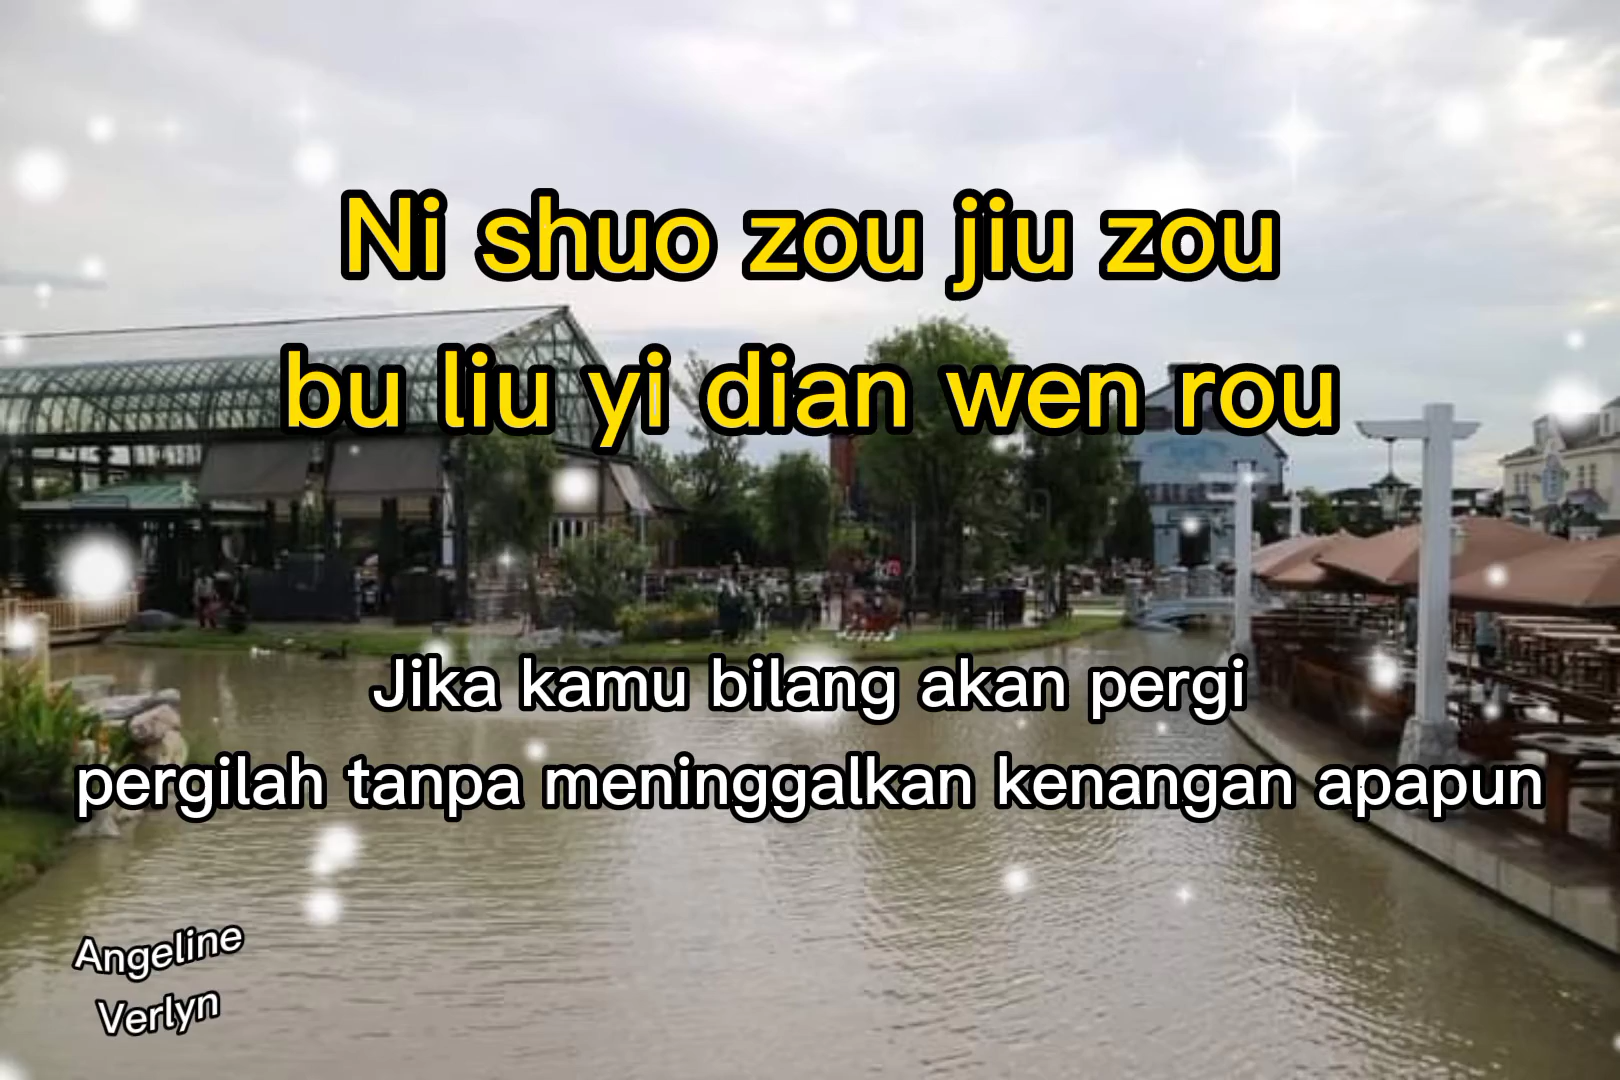 Ni shuo zou jiu zou
bu liu yi dian wen rou
Jika kamu bilang akan pergi
pergilah tanpa meninggalkan kenangan apapun
Angeline
Verlyn